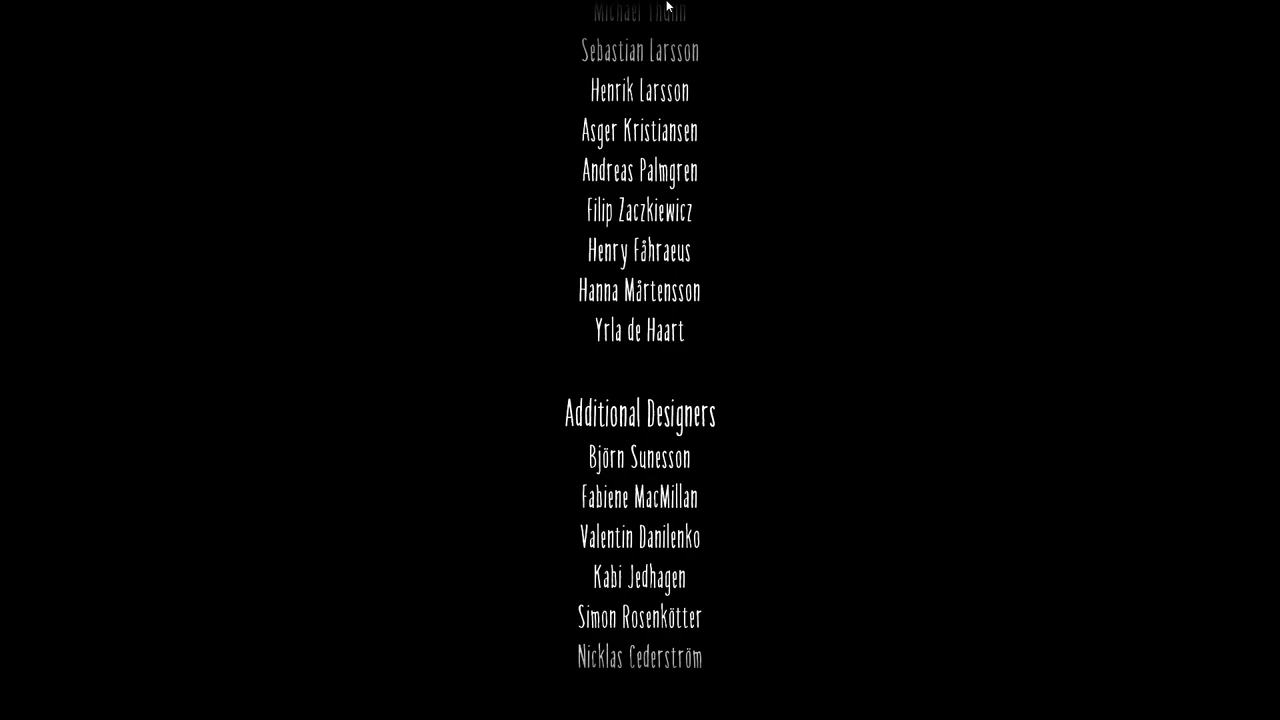 Michael
Sebastian Larsson
Henrik Larsson
Asger Kristiansen
Andreas Palmgren
Filip Zaczkiewicz
Henry Fåhraeus
Hanna Mårtensson
Yrla de Haart
Additional Designers
Björn Sunesson
Fabiene MacMillan
Valentin Danilenko
Kabi Jedhagen
Simon Rosenkötter
Nicklas Cederström